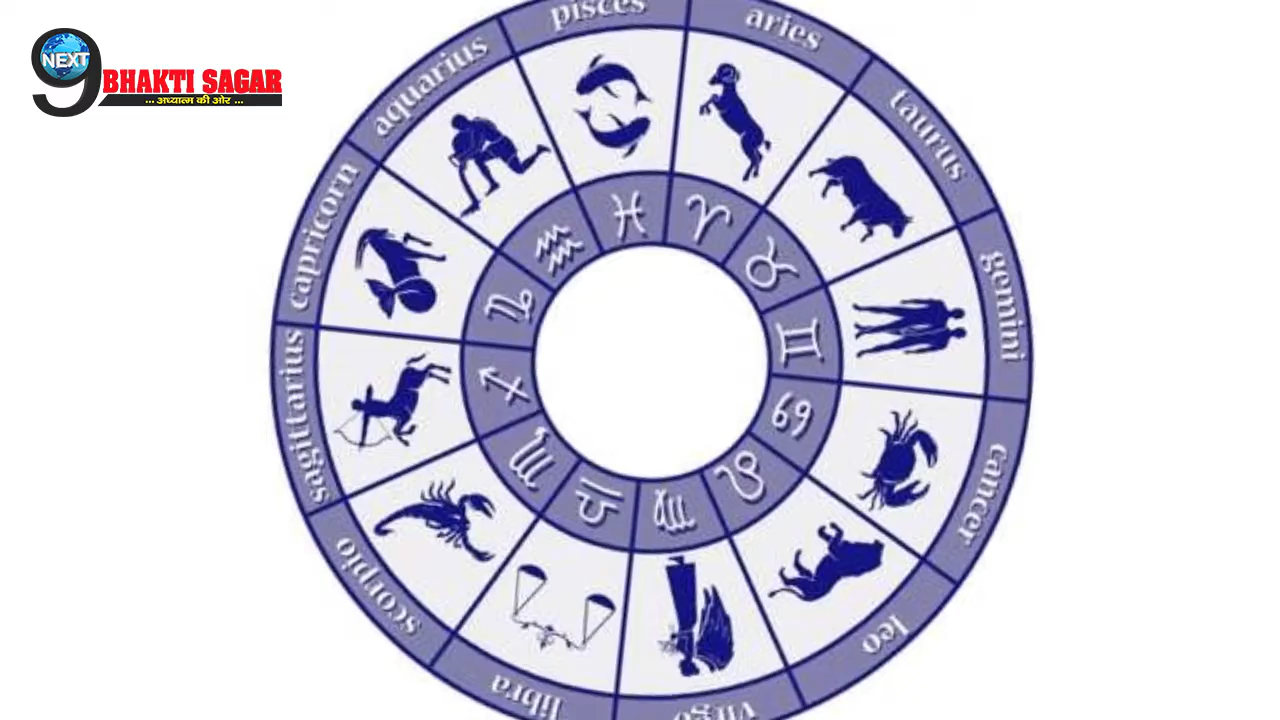 NEXT
9
BHAKTI SAGAR
... अध्यात्म की ओर ...
pisces
aries
taurus
gemini
cancer
leo
virgo
libra
scorpio
sagittarius
capricorn
aquarius